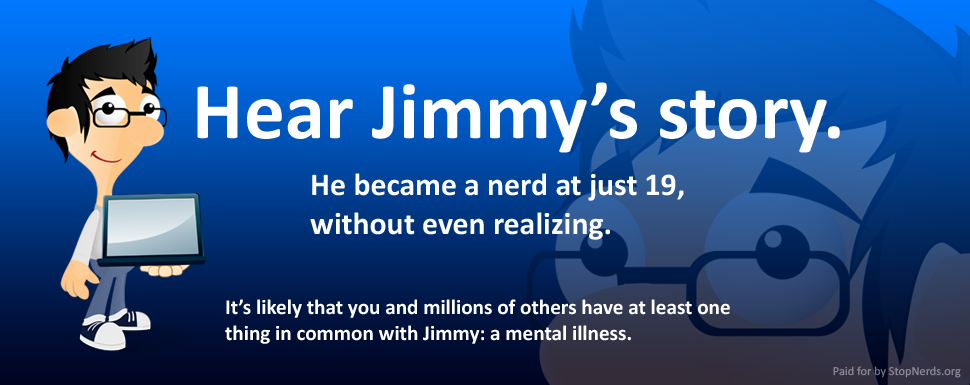 Hear Jimmy’s story.
He became a nerd at just 19,
without even realizing.
It’s likely that you and millions of others have at least one
thing in common with Jimmy: a mental illness.
Paid for by StopNerds.org